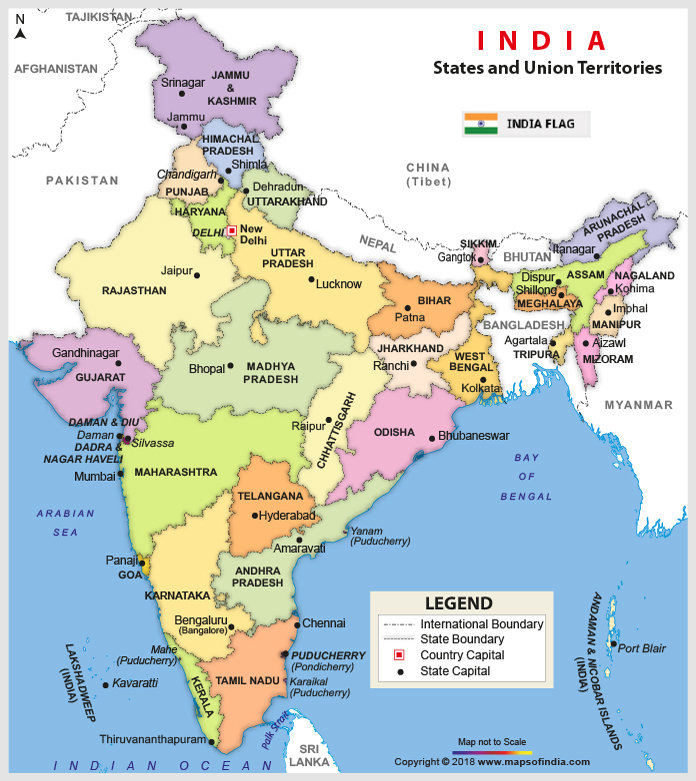 TAJIKISTAN
N
INDIA
States and Union Territories
AFGHANISTAN
JAMMU
&
KASHMIR
Srinagar
Jammu
INDIA FLAG
HIMACHAL
PRADESH
Shimla
CHINA
(Tibet)
PAKISTAN
Chandigarh
PUNJAB
Dehradun
UTTARAKHAND
HARYANA
DELHI
New
Delhi
NEPAL
ARUNACHAL
PRADESH
SIKKIM
Gangtok
BHUTAN
Itanagar
UTTAR
PRADESH
Jaipur
Lucknow
RAJASTHAN
Dispur
ASSAM
NAGALAND
Kohima
Shillong
MEGHALAYA
BIHAR
Patna
Imphal
MANIPUR
BANGLADESH
Agartala
TRIPURA
Aizawl
MIZORAM
Gandhinagar
GUJARAT
Bhopal
MADHYA
PRADESH
JHARKHAND
Ranchi
WEST
BENGAL
Kolkata
MYANMAR
DAMAN & DIU
Daman
DADRA &
NAGAR HAVELI
Silvassa
Raipur
CHHATTISGARH
ODISHA
Bhubaneswar
Mumbai
MAHARASHTRA
BAY
OF
BENGAL
ARABIAN
SEA
TELANGANA
Hyderabad
Yanam
(Puducherry)
Amaravati
Panaji
GOA
ANDHRA
PRADESH
KARNATAKA
Bengaluru
(Bangalore)
Chennai
LEGEND
International Boundary
State Boundary
Country Capital
State Capital
ANDAMAN & NICOBAR ISLANDS
(INDIA)
Port Blair
Mahe
(Puducherry)
PUDUCHERRY
(Pondicherry)
Karaikal
(Puducherry)
LAKSHADWEEP
(INDIA)
Kavaratti
KERALA
TAMIL NADU
Thiruvananthapuram
Palk Strait
SRI
LANKA
INDIAN OCEAN
Map not to Scale
Copyright © 2018 www.mapsofindia.com